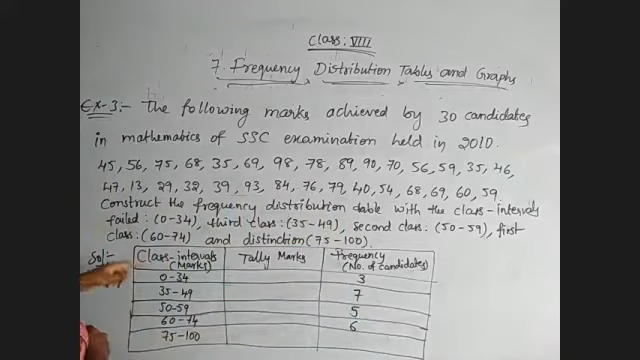 Class: VIII
7. Frequency Distribution Tables and Graphs
EX-3:- The following marks achieved by 30 candidates
in mathematics of SSC examination held in 2010.
45, 56, 75, 68, 35, 69, 98, 78, 89, 90, 70, 56, 59, 35, 46,
47, 13, 29, 32, 39, 93, 84, 76, 79, 40, 54, 68, 69, 60, 59.
Construct the frequency distribution table with the class-intervals
failed: (0-34), third class: (35-49), second class: (50-59), first
class: (60-74) and distinction (75-100).
Sol:-
Class-intervals (Marks) Tally Marks Frequency (No. of candidates)
0-34 3
35-49 7
50-59 5
60-74 6
75-100